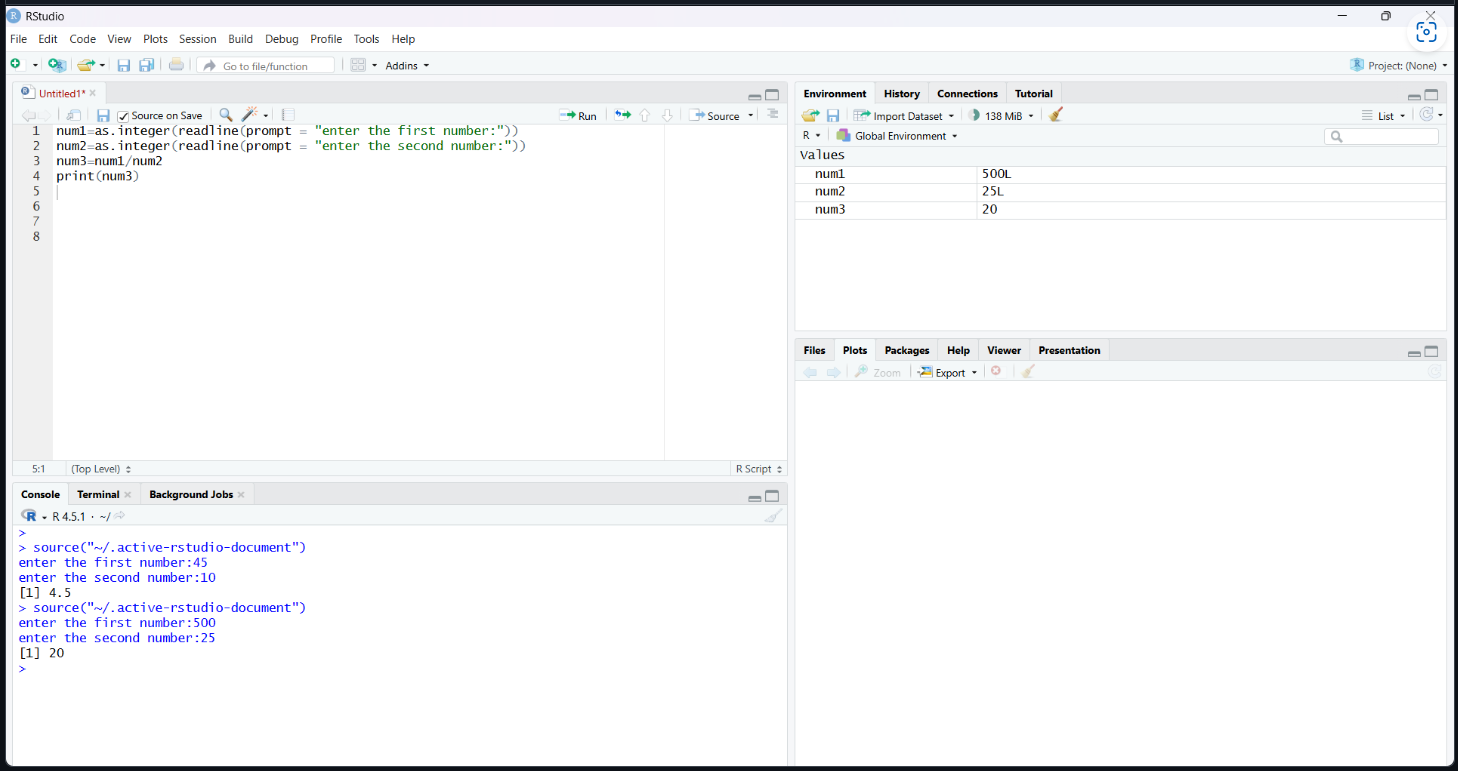 RStudio
File Edit Code View Plots Session Build Debug Profile Tools Help
Go to file/function Addins Project: (None)
Untitled1*
Source on Save Run Source
1 num1=as.integer(readline(prompt = "enter the first number:"))
2 num2=as.integer(readline(prompt = "enter the second number:"))
3 num3=num1/num2
4 print(num3)
5
6
7
8
5:1 (Top Level) R Script
Console Terminal Background Jobs
R 4.5.1 · ~/
>
> source("~/.active-rstudio-document")
enter the first number:45
enter the second number:10
[1] 4.5
> source("~/.active-rstudio-document")
enter the first number:500
enter the second number:25
[1] 20
>
Environment History Connections Tutorial
Import Dataset 138 MiB List
R Global Environment
Values
num1 500L
num2 25L
num3 20
Files Plots Packages Help Viewer Presentation
Zoom Export